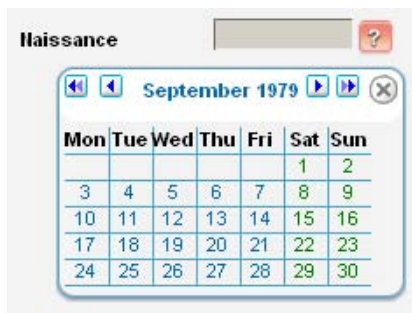 Naissance ?
September 1979
Mon Tue Wed Thu Fri Sat Sun
1 2
3 4 5 6 7 8 9
10 11 12 13 14 15 16
17 18 19 20 21 22 23
24 25 26 27 28 29 30